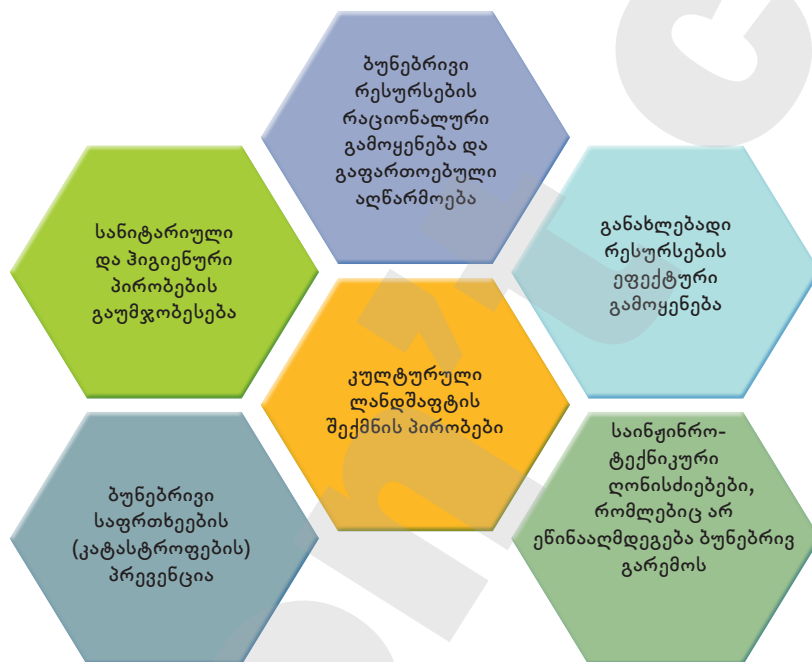 ბუნებრივი
რესურსების
რაციონალური
გამოყენება და
გაფართოებული
აღწარმოება
სანიტარიული
და ჰიგიენური
პირობების
გაუმჯობესება
განახლებადი
რესურსების
ეფექტური
გამოყენება
კულტურული
ლანდშაფტის
შექმნის პირობები
ბუნებრივი
საფრთხეების
(კატასტროფების)
პრევენცია
საინჟინრო-
ტექნიკური
ღონისძიებები,
რომლებიც არ
ეწინააღმდეგება ბუნებრივ
გარემოს